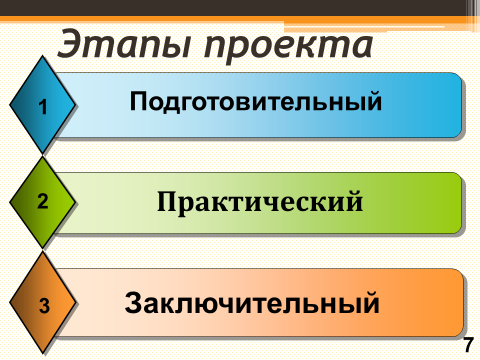 Этапы проекта
1
Подготовительный
2
Практический
3
Заключительный
7